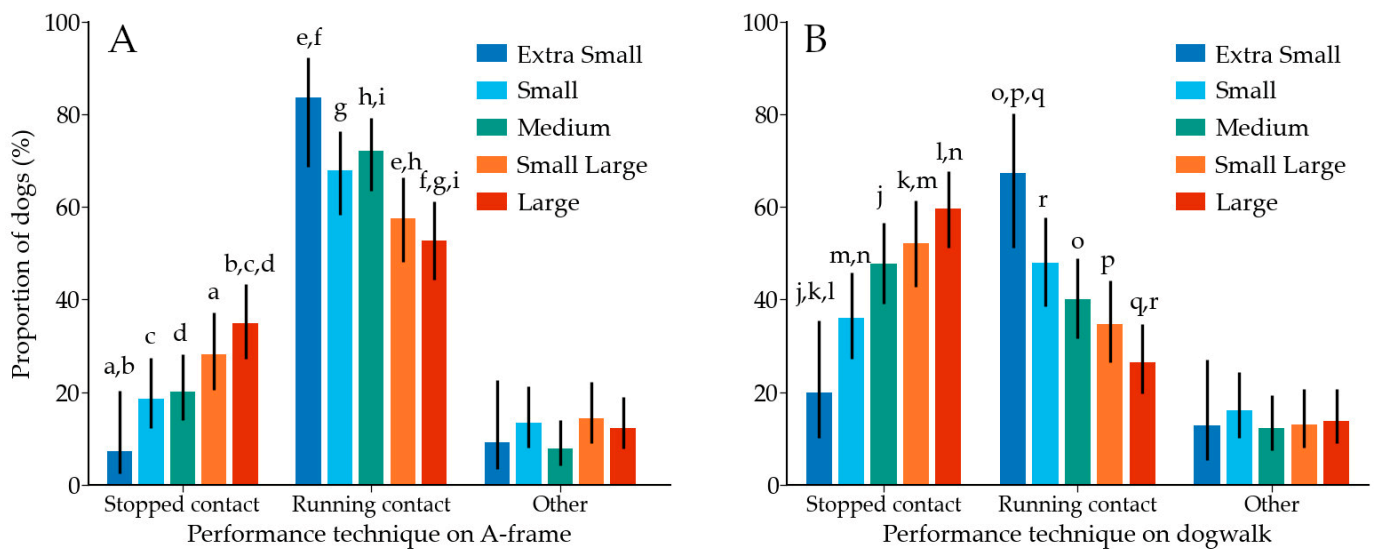 A
Proportion of dogs (%)
100
80
60
40
20
0
a,b
c
d
a
b,c,d
e,f
g
h,i
e,h
f,g,i
Extra Small
Small
Medium
Small Large
Large
Stopped contact
Running contact
Other
Performance technique on A-frame
B
100
80
60
40
20
0
j,k,l
m,n
j
k,m
l,n
o,p,q
r
o
p
q,r
Extra Small
Small
Medium
Small Large
Large
Stopped contact
Running contact
Other
Performance technique on dogwalk